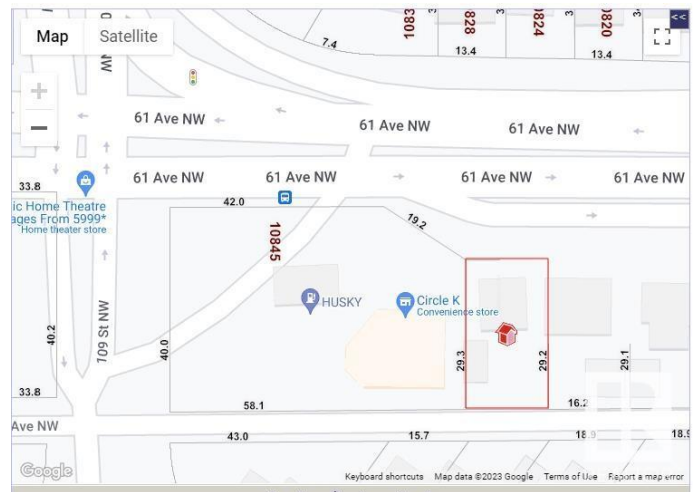 Map
Satellite
<<
10803
828
0824
0820
7.4
13.4
13.4
61 Ave NW
61 Ave NW
61 Ave NW
61 Ave NW
61 Ave NW
61 Ave NW
61 Ave NW
33.8
ic Home Theatre
ages From 5999*
Home theater store
42.0
19.2
10845
HUSKY
Circle K
Convenience store
109 St NW
40.2
40.0
29.3
29.2
29.1
33.8
58.1
16.2
Ave NW
43.0
15.7
18.9
18.9
Google
Keyboard shortcuts
Map data ©2023 Google
Terms of Use
Report a map error